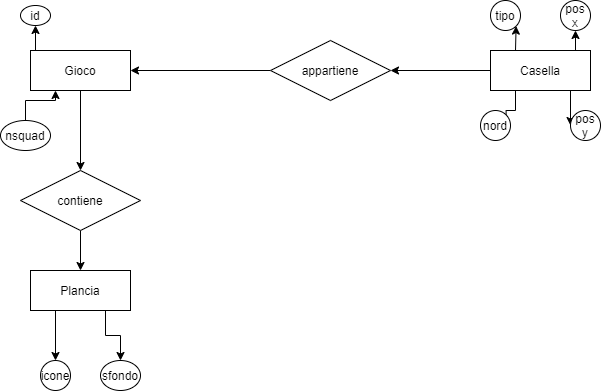 id
tipo
pos
x
Gioco
appartiene
Casella
nsquad
nord
pos
y
contiene
Plancia
icone
sfondo